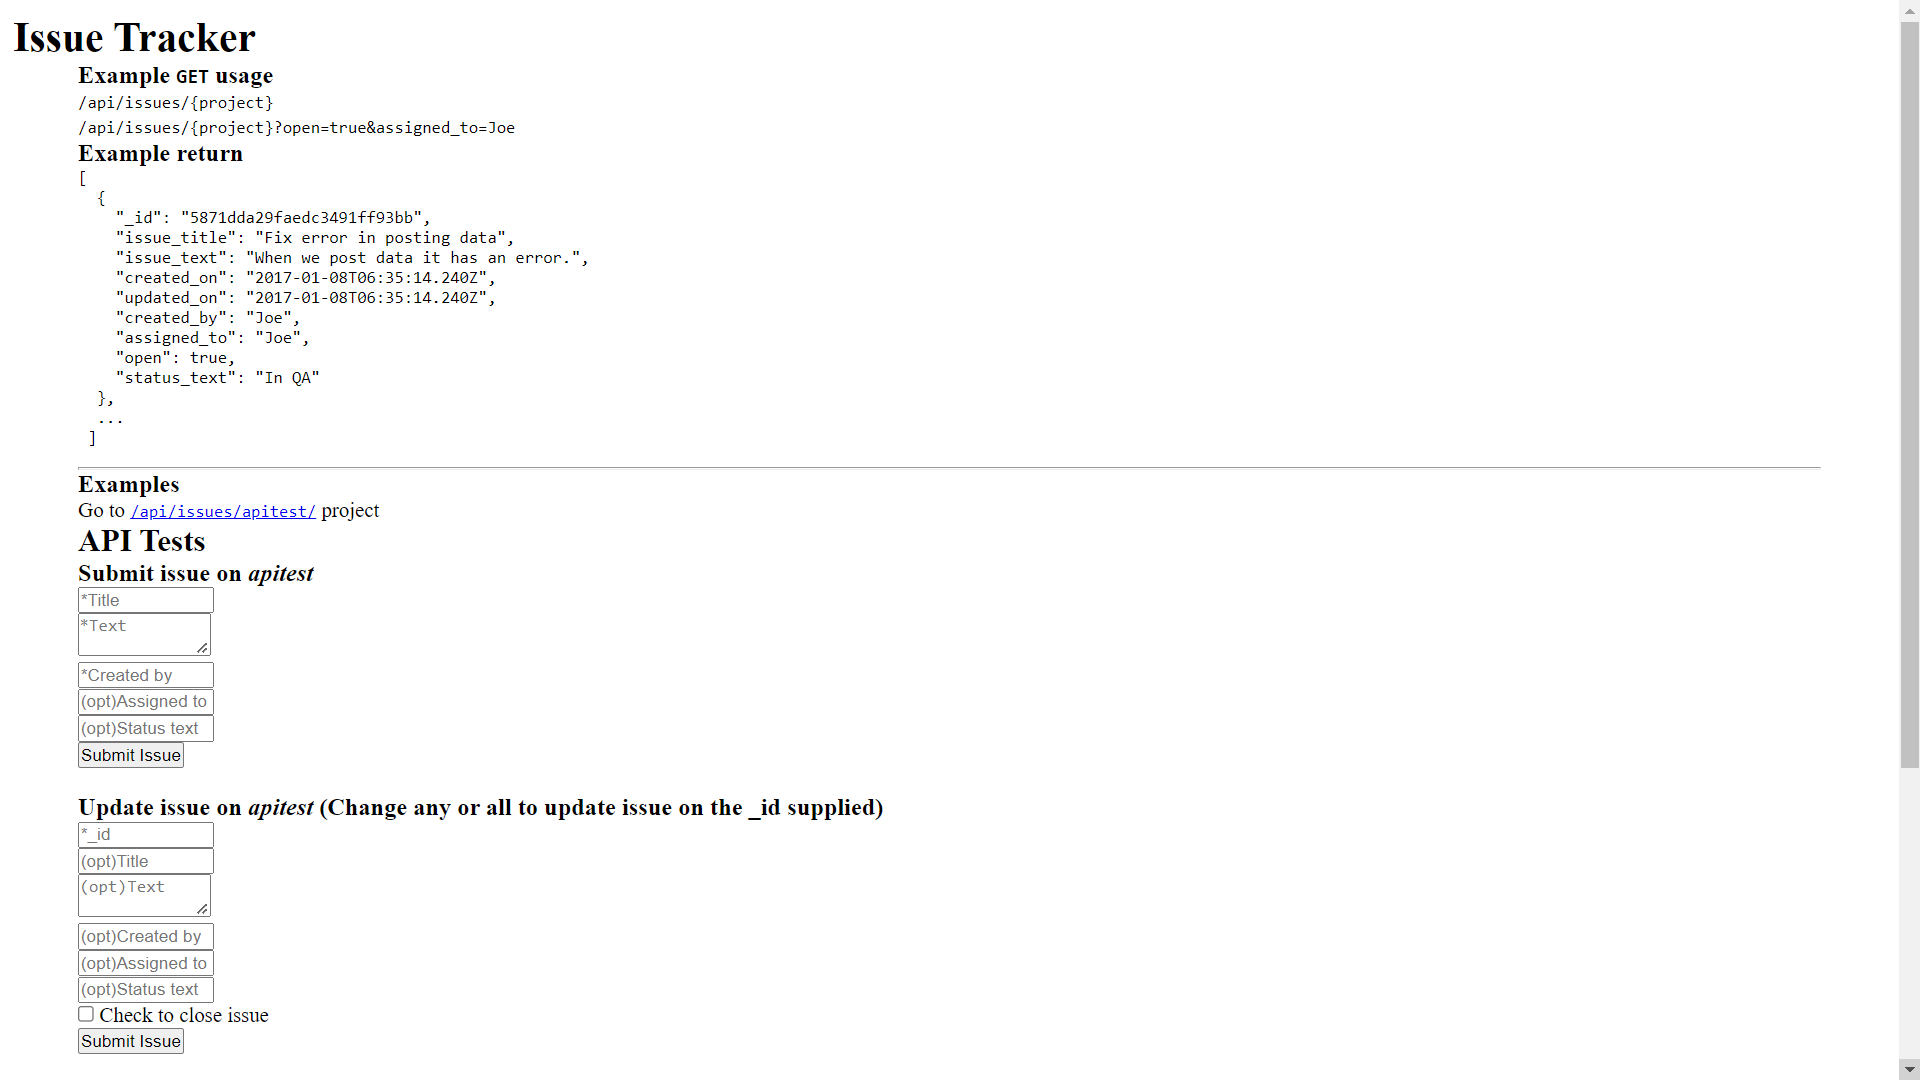 Issue Tracker
Example GET usage
/api/issues/{project}
/api/issues/{project}?open=true&assigned_to=Joe
Example return
[
  {
    "_id": "5871dda29faedc3491ff93bb",
    "issue_title": "Fix error in posting data",
    "issue_text": "When we post data it has an error.",
    "created_on": "2017-01-08T06:35:14.240Z",
    "updated_on": "2017-01-08T06:35:14.240Z",
    "created_by": "Joe",
    "assigned_to": "Joe",
    "open": true,
    "status_text": "In QA"
  },
  ...
 ]
Examples
Go to /api/issues/apitest/ project
API Tests
Submit issue on apitest
*Title
*Text
*Created by
(opt)Assigned to
(opt)Status text
Submit Issue
Update issue on apitest (Change any or all to update issue on the _id supplied)
*_id
(opt)Title
(opt)Text
(opt)Created by
(opt)Assigned to
(opt)Status text
Check to close issue
Submit Issue